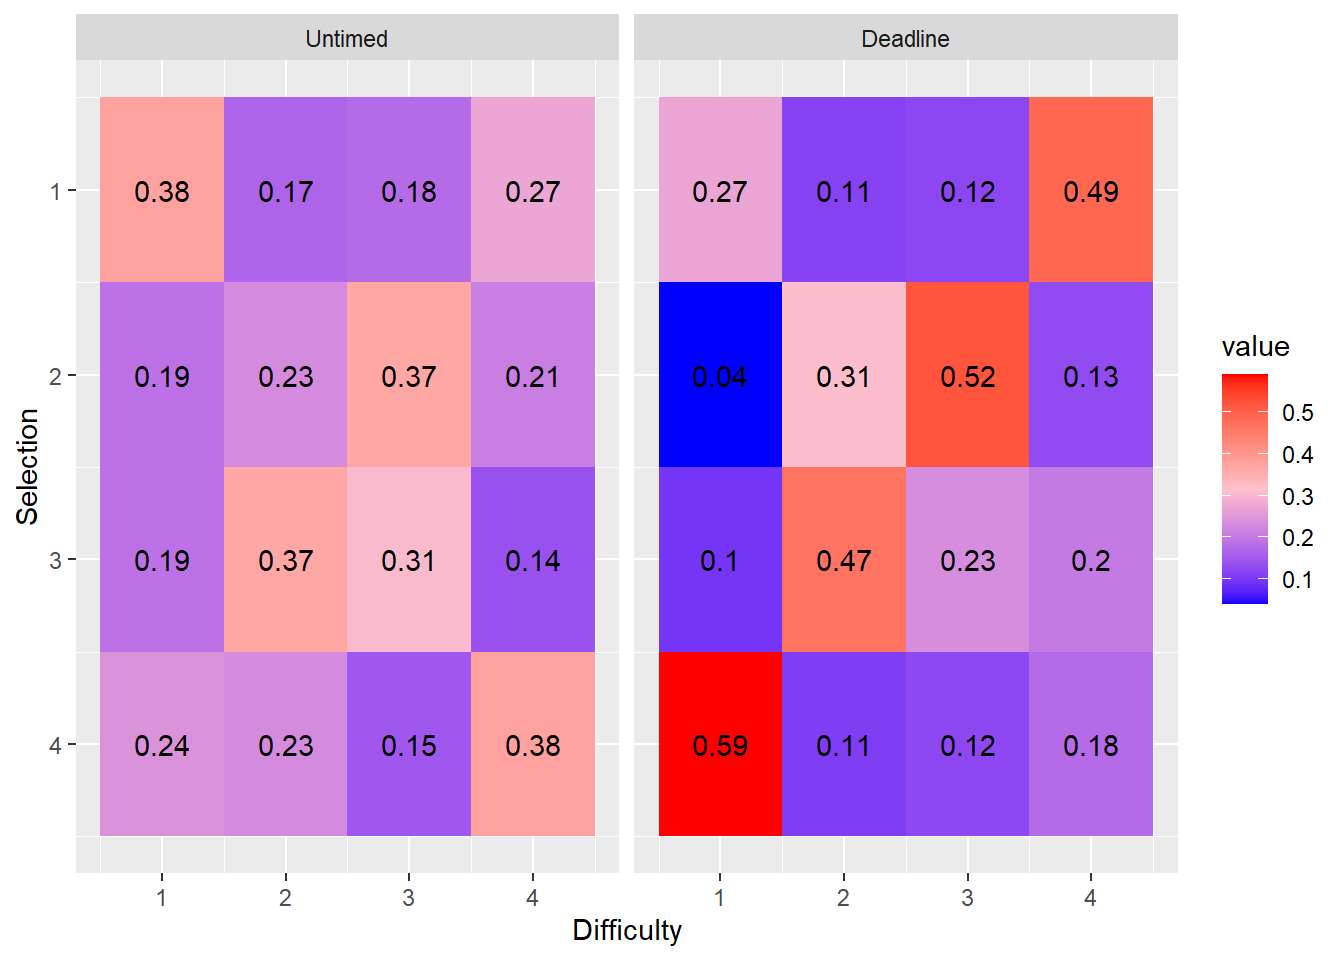 Untimed Deadline
1 0.38 0.17 0.18 0.27 0.27 0.11 0.12 0.49
2 0.19 0.23 0.37 0.21 0.04 0.31 0.52 0.13
3 0.19 0.37 0.31 0.14 0.1 0.47 0.23 0.2
4 0.24 0.23 0.15 0.38 0.59 0.11 0.12 0.18
1 2 3 4 1 2 3 4
Difficulty
Selection
value
0.5
0.4
0.3
0.2
0.1